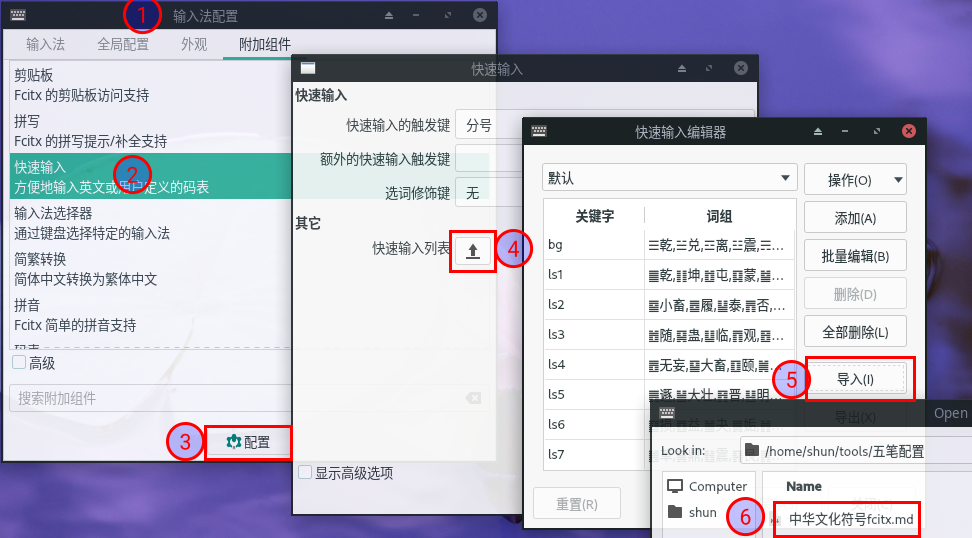 1 输入法配置
输入法 全局配置 外观 附加组件
剪贴板
Fcitx 的剪贴板访问支持
拼写
Fcitx 的拼写提示/补全支持
快速输入
2
方便地输入英文或用户定义的码表
输入法选择器
通过键盘选择特定的输入法
简繁转换
简体中文转换为繁体中文
拼音
Fcitx 简单的拼音支持
高级
搜索附加组件
3 配置
快速输入
快速输入
快速输入的触发键 分号
额外的快速输入触发键
选词修饰键 无
其它
快速输入列表 4
显示高级选项
快速输入编辑器
默认 操作(O)
关键字 词组 添加(A)
bg ☰乾,☱兑,☲离,☳震,☴…
批量编辑(B)
ls1 ䷀乾,䷁坤,䷂屯,䷃蒙,䷄…
删除(D)
ls2 ䷈小畜,䷉履,䷊泰,䷋否,…
全部删除(L)
ls3 ䷐随,䷑蛊,䷒临,䷓观,䷔…
ls4 ䷘无妄,䷙大畜,䷚颐,䷛…
5 导入(I)
ls5 ䷠遯,䷡大壮,䷢晋,䷣明…
导出(X)
ls6
ls7
重置(R)
Open
Look in: /home/shun/tools/五笔配置
Computer Name
shun 6 中华文化符号fcitx.md